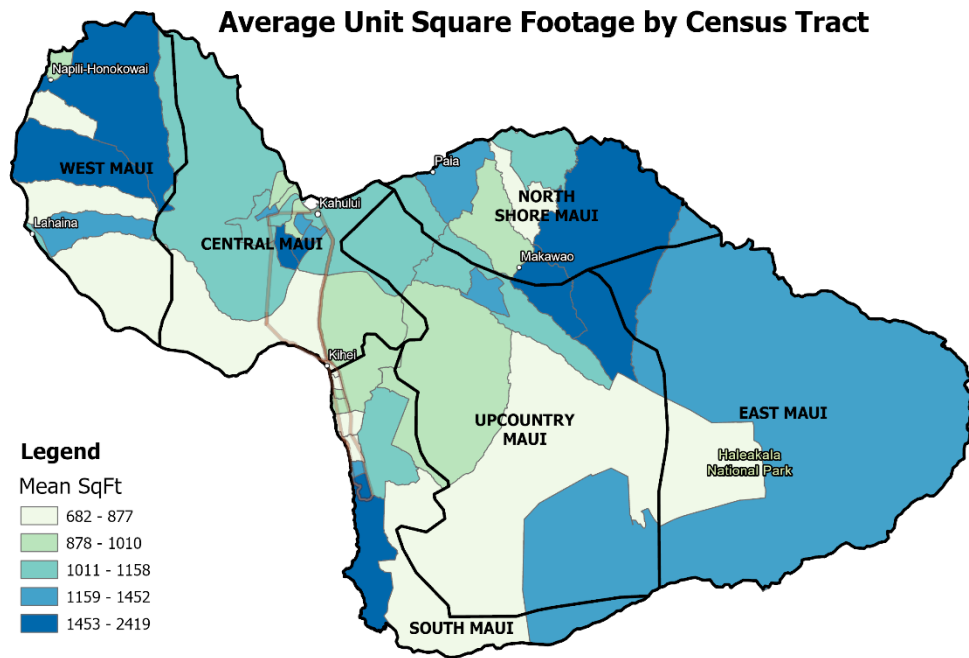 Average Unit Square Footage by Census Tract
Napili-Honokowai
WEST MAUI
Lahaina
Kahului
CENTRAL MAUI
Paia
NORTH
SHORE MAUI
Makawao
Kihei
UPCOUNTRY
MAUI
EAST MAUI
Haleakala
National Park
SOUTH MAUI
Legend
Mean SqFt
682 - 877
878 - 1010
1011 - 1158
1159 - 1452
1453 - 2419